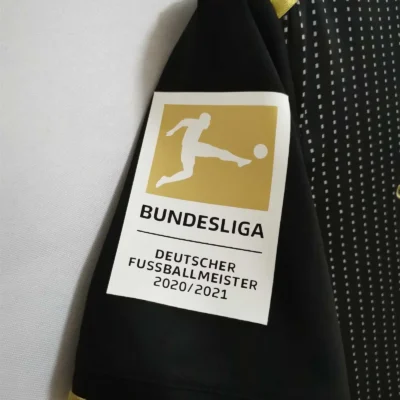 BUNDESLIGA
DEUTSCHER
FUSSBALLMEISTER
2020/2021